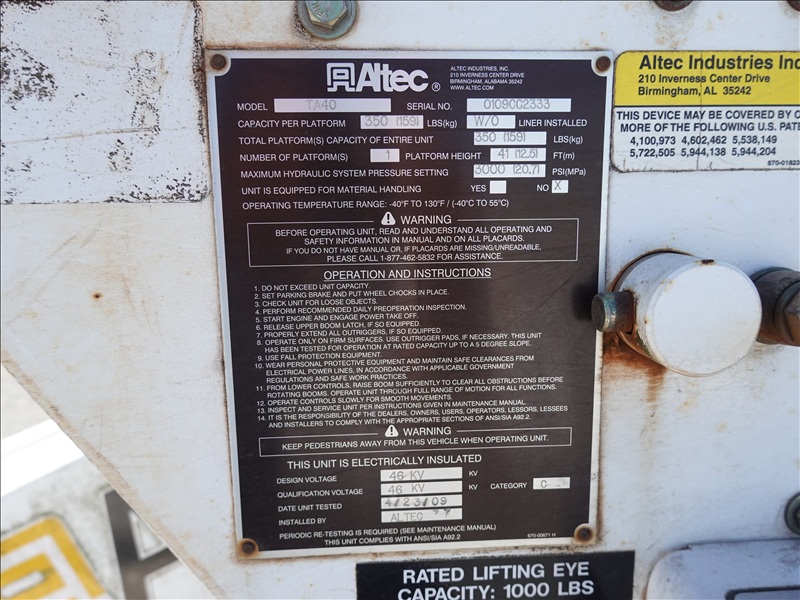 Altec®
ALTEC INDUSTRIES, INC.
210 INVERNESS CENTER DRIVE
BIRMINGHAM, ALABAMA 35242
WWW.ALTEC.COM
MODEL TA40 SERIAL NO. 0109CC2333
CAPACITY PER PLATFORM 350 (159) LBS(kg) W/O LINER INSTALLED
TOTAL PLATFORM(S) CAPACITY OF ENTIRE UNIT 350 (159) LBS(kg)
NUMBER OF PLATFORM(S) 1 PLATFORM HEIGHT 41 (12.5) FT(m)
MAXIMUM HYDRAULIC SYSTEM PRESSURE SETTING 3000 (20.7) PSI(MPa)
UNIT IS EQUIPPED FOR MATERIAL HANDLING YES NO X
OPERATING TEMPERATURE RANGE: -40°F TO 130°F / (-40°C TO 55°C)
WARNING
BEFORE OPERATING UNIT, READ AND UNDERSTAND ALL OPERATING AND
SAFETY INFORMATION IN MANUAL AND ON ALL PLACARDS.
IF YOU DO NOT HAVE MANUAL OR, IF PLACARDS ARE MISSING/UNREADABLE,
PLEASE CALL 1-877-462-5832 FOR ASSISTANCE.
OPERATION AND INSTRUCTIONS
1. DO NOT EXCEED UNIT CAPACITY.
2. SET PARKING BRAKE AND PUT WHEEL CHOCKS IN PLACE.
3. CHECK UNIT FOR LOOSE OBJECTS.
4. PERFORM RECOMMENDED DAILY PREOPERATION INSPECTION.
5. START ENGINE AND ENGAGE POWER TAKE OFF.
6. RELEASE UPPER BOOM LATCH, IF SO EQUIPPED.
7. PROPERLY EXTEND ALL OUTRIGGERS, IF SO EQUIPPED.
8. OPERATE ONLY ON FIRM SURFACES. USE OUTRIGGER PADS, IF NECESSARY. THIS UNIT
HAS BEEN TESTED FOR OPERATION AT RATED CAPACITY UP TO A 5 DEGREE SLOPE.
9. USE FALL PROTECTION EQUIPMENT.
10. WEAR PERSONAL PROTECTIVE EQUIPMENT AND MAINTAIN SAFE CLEARANCES FROM
ELECTRICAL POWER LINES, IN ACCORDANCE WITH APPLICABLE GOVERNMENT
REGULATIONS AND SAFE WORK PRACTICES.
11. FROM LOWER CONTROLS, RAISE BOOM SUFFICIENTLY TO CLEAR ALL OBSTRUCTIONS BEFORE
ROTATING BOOMS. OPERATE UNIT THROUGH FULL RANGE OF MOTION FOR ALL FUNCTIONS.
12. OPERATE CONTROLS SLOWLY FOR SMOOTH MOVEMENTS.
13. INSPECT AND SERVICE UNIT PER INSTRUCTIONS GIVEN IN MAINTENANCE MANUAL.
14. IT IS THE RESPONSIBILITY OF THE DEALERS, OWNERS, USERS, OPERATORS, LESSORS, LESSEES
AND INSTALLERS TO COMPLY WITH THE APPROPRIATE SECTIONS OF ANSI/SIA A92.2.
WARNING
KEEP PEDESTRIANS AWAY FROM THIS VEHICLE WHEN OPERATING UNIT.
THIS UNIT IS ELECTRICALLY INSULATED
DESIGN VOLTAGE 46 KV KV
QUALIFICATION VOLTAGE 46 KV KV CATEGORY C
DATE UNIT TESTED 4/23/09
INSTALLED BY ALTEC
PERIODIC RE-TESTING IS REQUIRED (SEE MAINTENANCE MANUAL)
THIS UNIT COMPLIES WITH ANSI/SIA A92.2
670-00671 H
Altec Industries Inc
210 Inverness Center Drive
Birmingham, AL 35242
THIS DEVICE MAY BE COVERED BY
MORE OF THE FOLLOWING U.S. PAT
4,100,973 4,602,462 5,538,149
5,722,505 5,944,138 5,944,204
RATED LIFTING EYE
CAPACITY: 1000 LBS